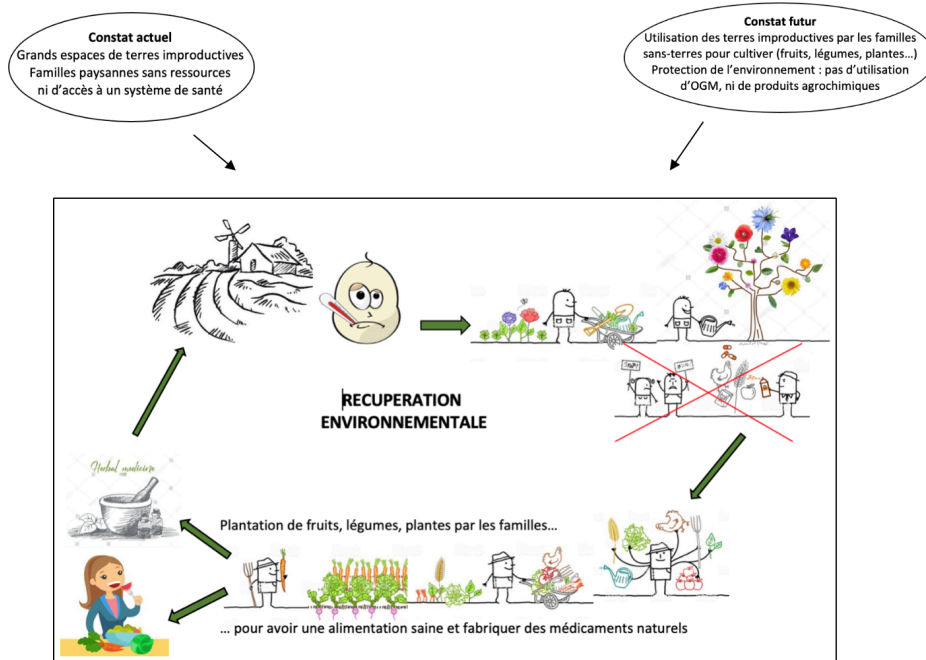 Constat actuel
Grands espaces de terres improductives
Familles paysannes sans ressources
ni d’accès à un système de santé
Constat futur
Utilisation des terres improductives par les familles
sans-terres pour cultiver (fruits, légumes, plantes…)
Protection de l’environnement : pas d’utilisation
d’OGM, ni de produits agrochimiques
RECUPERATION
ENVIRONNEMENTALE
Herbal medicine
Plantation de fruits, légumes, plantes par les familles…
… pour avoir une alimentation saine et fabriquer des médicaments naturels